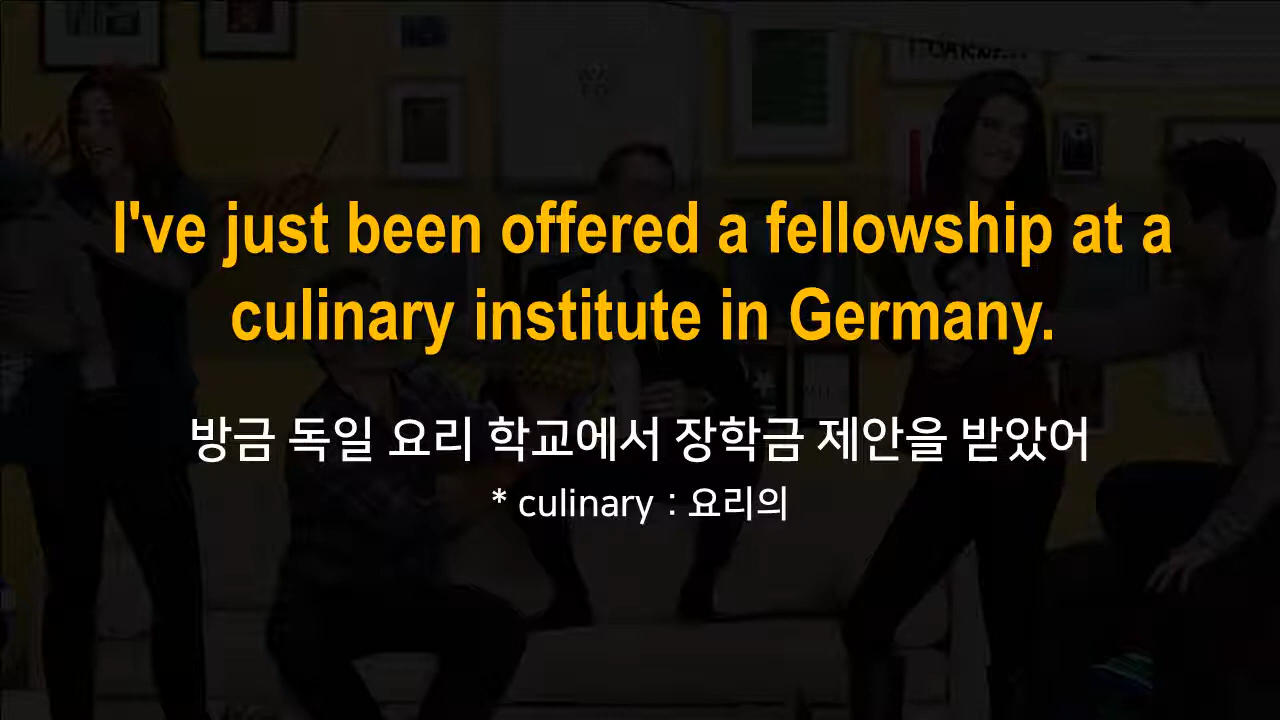 I've just been offered a fellowship at a
culinary institute in Germany.
방금 독일 요리 학교에서 장학금 제안을 받았어
* culinary : 요리의